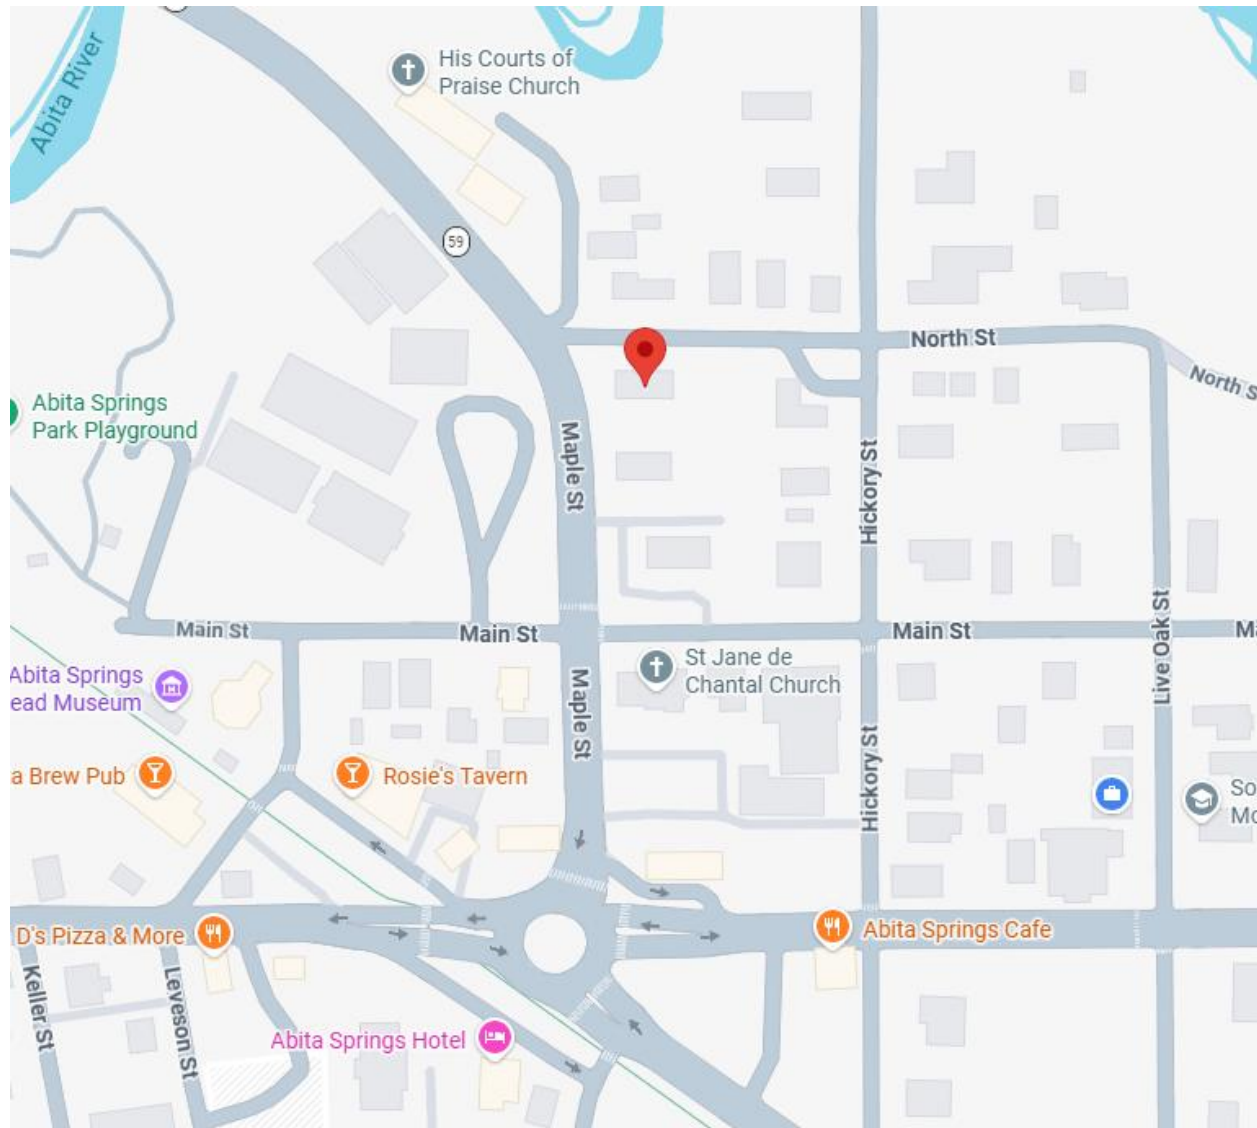 Abita River
His Courts of
Praise Church
59
North St
North S
Abita Springs
Park Playground
Maple St
Hickory St
Main St
Main St
Main St
Ma
Live Oak St
Abita Springs
ead Museum
St Jane de
Chantal Church
Maple St
Hickory St
a Brew Pub
Rosie's Tavern
So
Mo
D's Pizza & More
Abita Springs Cafe
Keller St
Leveson St
Abita Springs Hotel